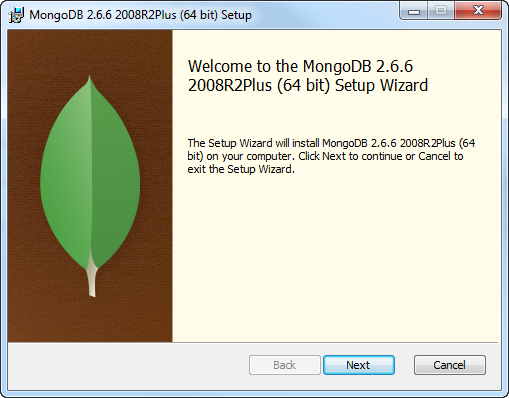 MongoDB 2.6.6 2008R2Plus (64 bit) Setup
Welcome to the MongoDB 2.6.6
2008R2Plus (64 bit) Setup Wizard
The Setup Wizard will install MongoDB 2.6.6 2008R2Plus (64
bit) on your computer. Click Next to continue or Cancel to
exit the Setup Wizard.
Back Next Cancel